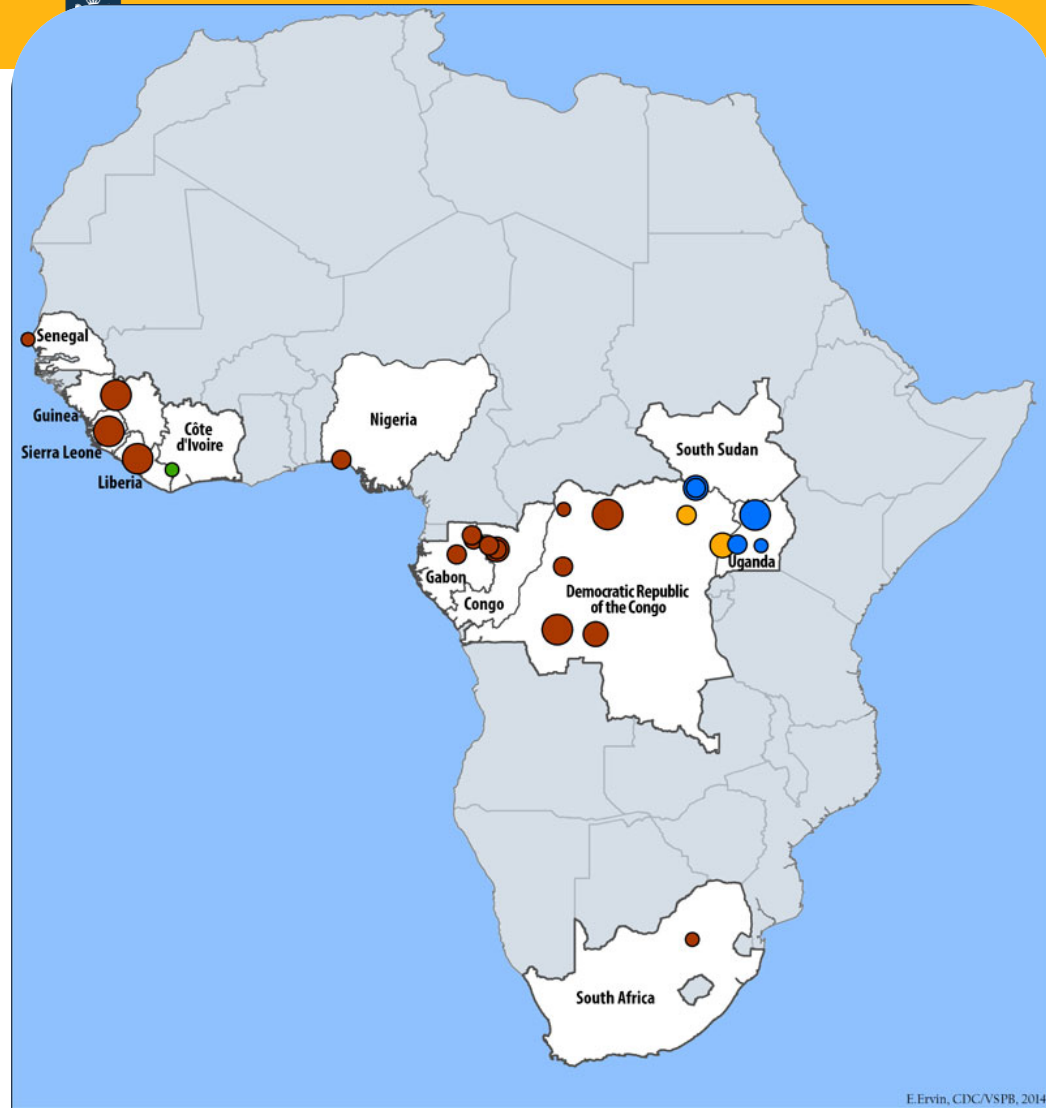 Senegal
Guinea
Sierra Leone
Liberia
Côte
d'Ivoire
Nigeria
South Sudan
Uganda
Gabon
Congo
Democratic Republic
of the Congo
South Africa
E.Ervin, CDC/VSPB, 2014